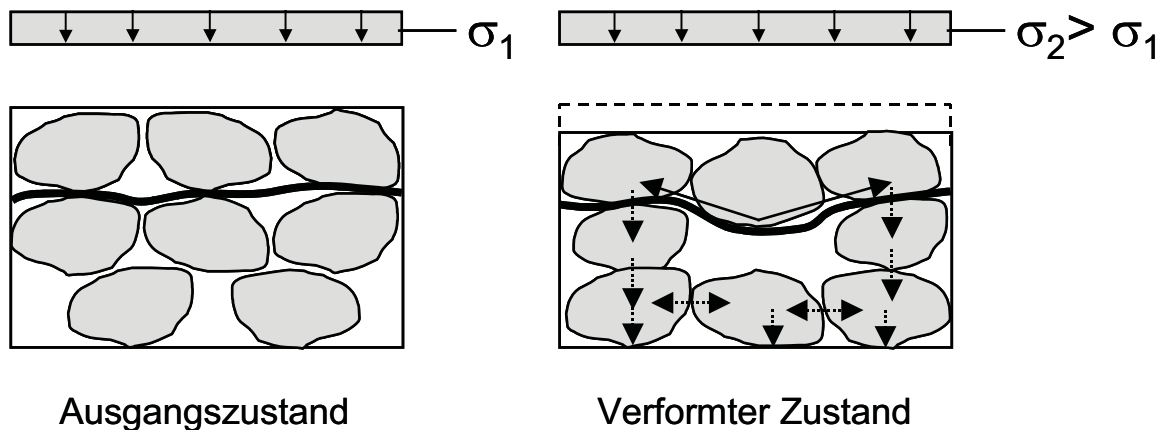 σ₁
σ₂> σ₁
Ausgangszustand
Verformter Zustand